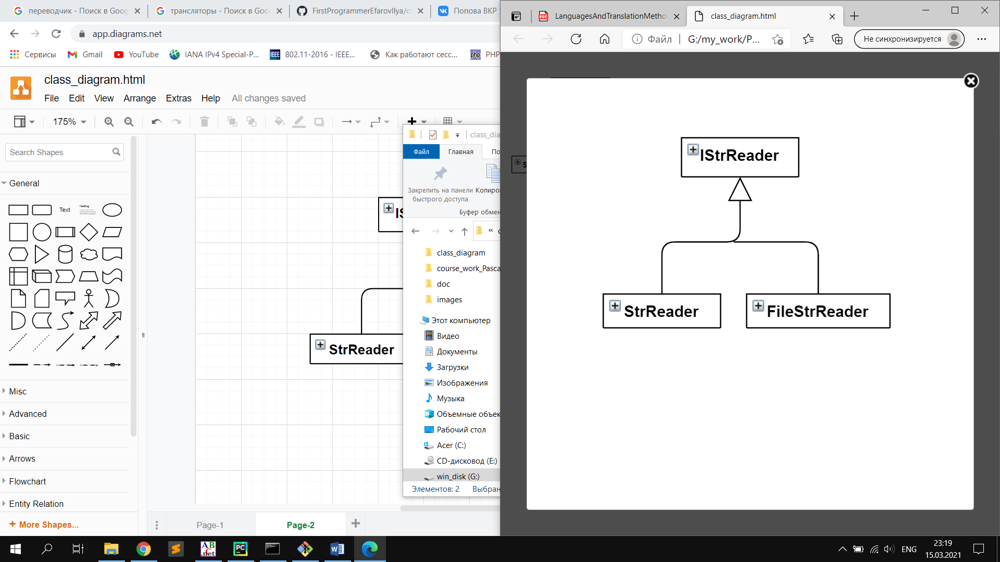 переводчик - Поиск в Goog
трансляторы - Поиск в Goo
FirstProgrammerEfarovIlya/c
Попова ВКР
app.diagrams.net
Сервисы
Gmail
YouTube
IANA IPv4 Special-P...
IEEE
802.11-2016 - IEEE...
Как работают сесс...
php
PHP
class_diagram.html
File
Edit
View
Arrange
Extras
Help
All changes saved
175%
Search Shapes
General
Text
Heading
Misc
Advanced
Basic
Arrows
Flowchart
Entity Relation
+ More Shapes...
StrReader
Page-1
Page-2
class_dia
Файл
Главная
По
Закрепить на панели
быстрого доступа
Копиро
Буфер обмен
class_diagram
course_work_Pasca
doc
images
Этот компьютер
Видео
Документы
Загрузки
Изображения
Музыка
Объемные объек
Рабочий стол
Acer (C:)
CD-дисковод (E:)
win_disk (G:)
Элементов: 2
Выбран
PDF
LanguagesAndTranslationMetho
class_diagram.html
Файл
G:/my_work/P...
Не синхронизируется
IStrReader
StrReader
FileStrReader
ENG
23:19
15.03.2021